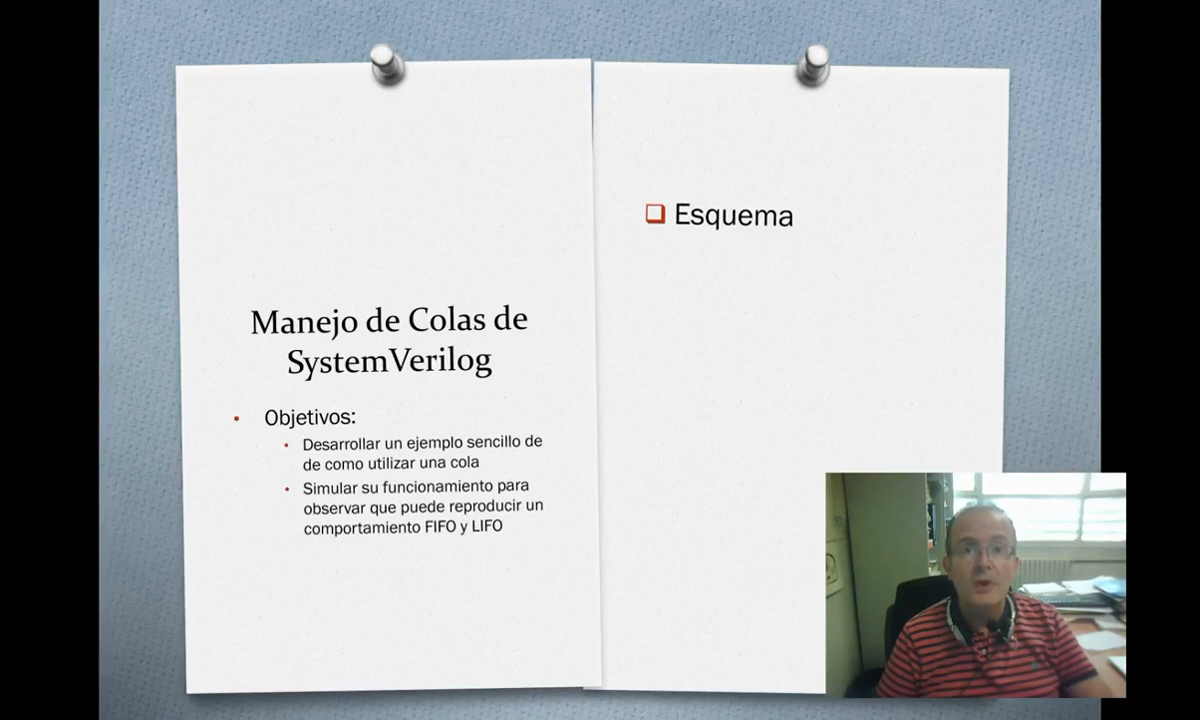 Manejo de Colas de
SystemVerilog
• Objetivos:
• Desarrollar un ejemplo sencillo de
de como utilizar una cola
• Simular su funcionamiento para
observar que puede reproducir un
comportamiento FIFO y LIFO
❑ Esquema